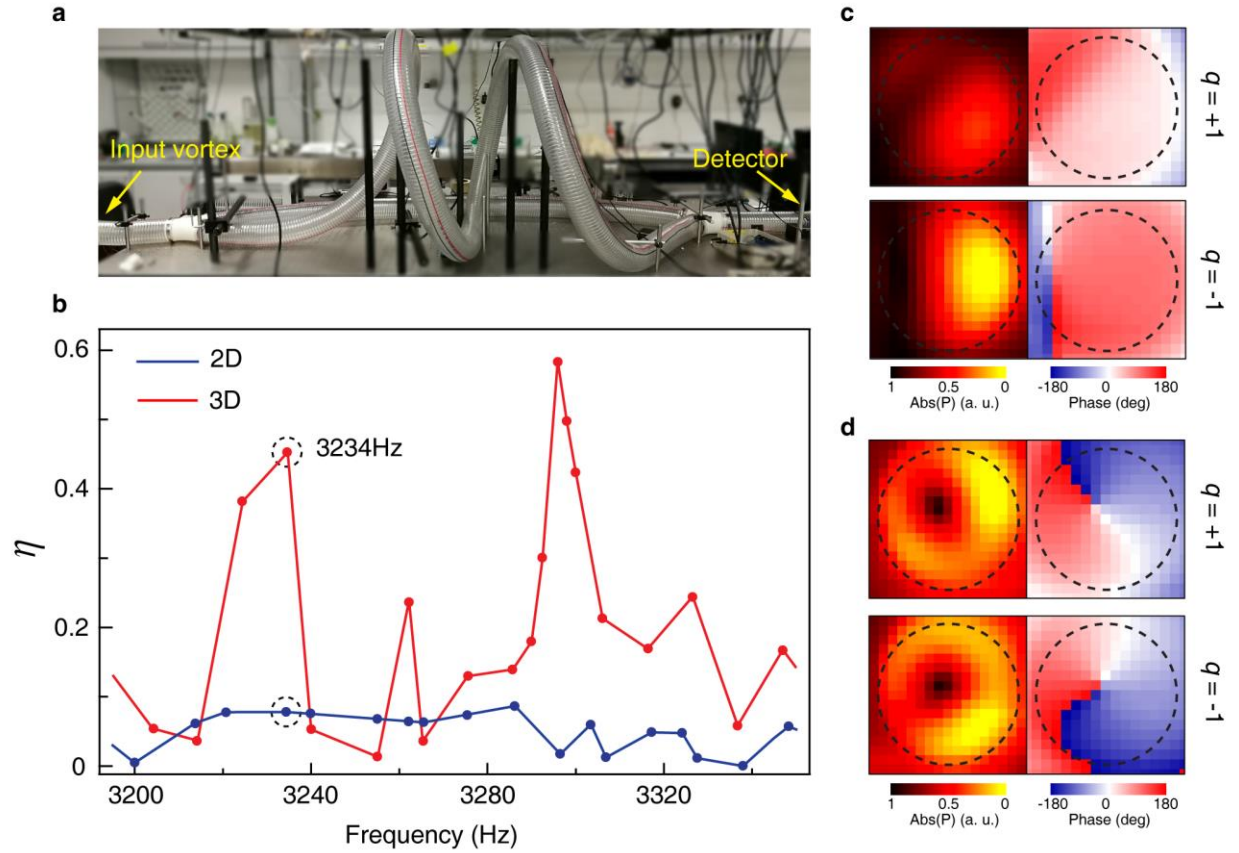 a
Input vortex
Detector
b
0.6
0.4
0.2
0
η
2D
3D
3234Hz
3200
3240
3280
3320
Frequency (Hz)
c
q = +1
q = -1
1
0.5
0
Abs(P) (a. u.)
-180
0
180
Phase (deg)
d
q = +1
q = -1
1
0.5
0
Abs(P) (a. u.)
-180
0
180
Phase (deg)